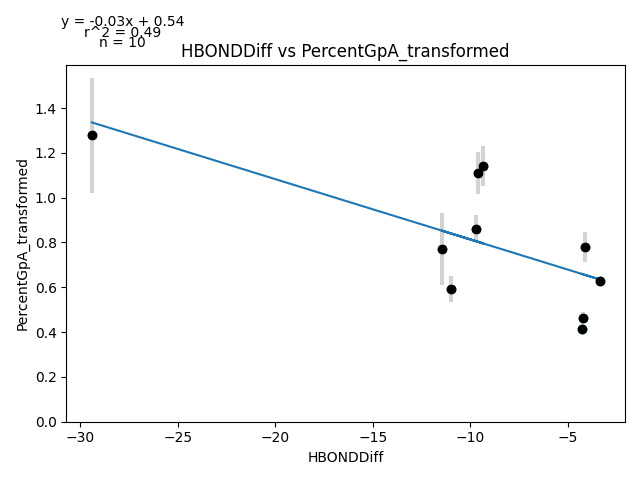 y = -0.03x + 0.54
r^2 = 0.49
n = 10
HBONDDiff vs PercentGpA_transformed
PercentGpA_transformed
1.4
1.2
1.0
0.8
0.6
0.4
0.2
0.0
−30
−25
−20
−15
−10
−5
HBONDDiff